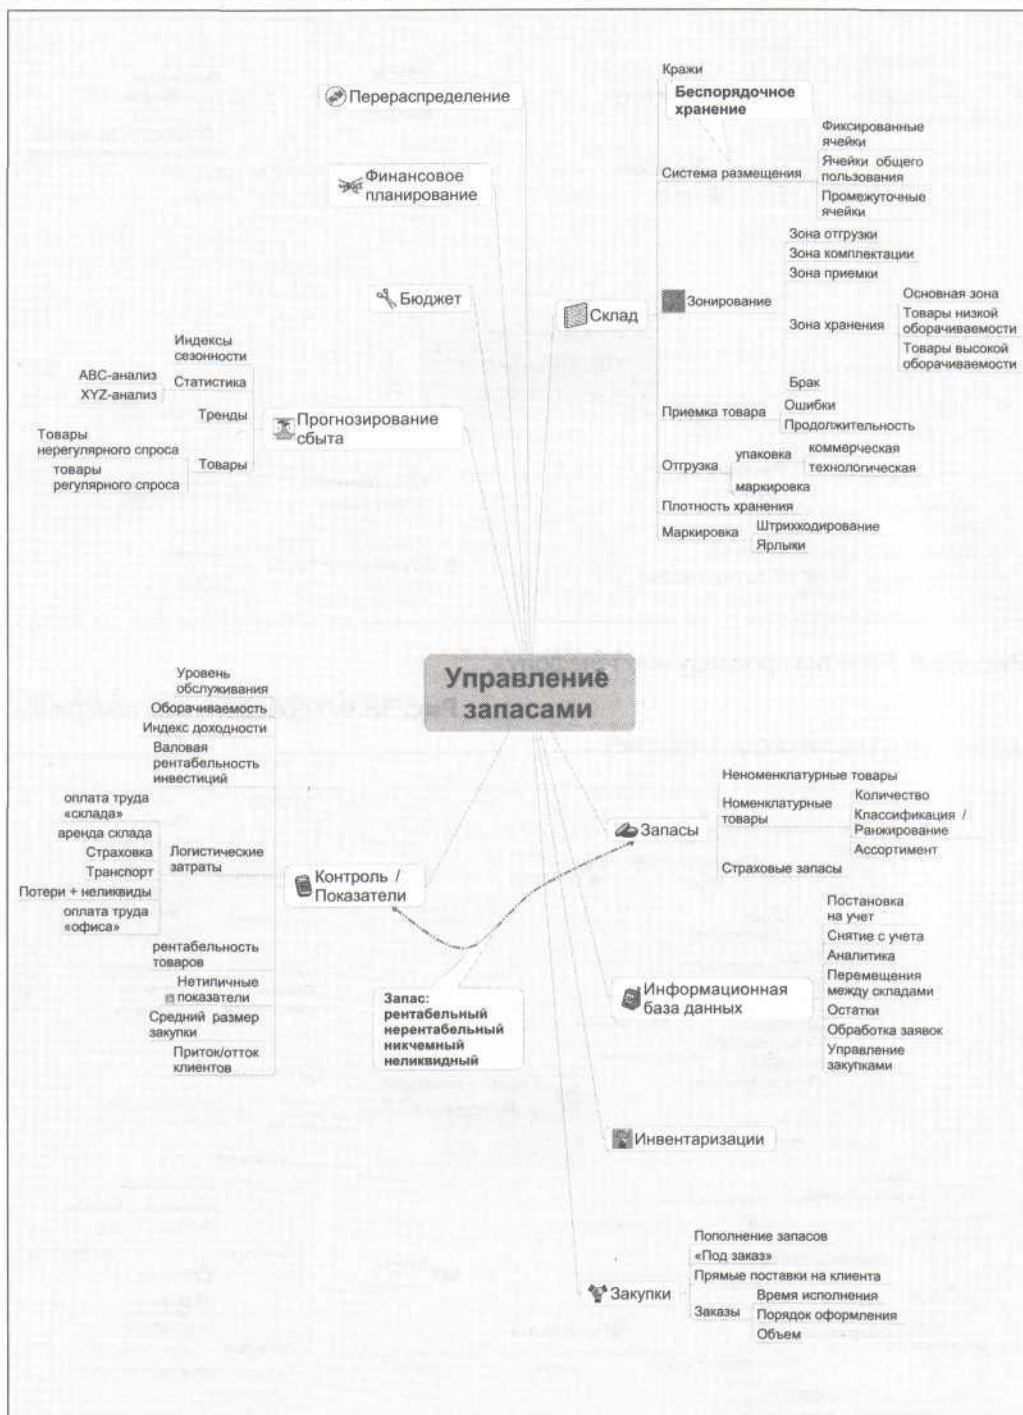 Перераспределение
Финансовое
планирование
Бюджет
Индексы
сезонности
АВС-анализ
XYZ-анализ
Статистика
Тренды
Товары
нерегулярного спроса
товары
регулярного спроса
Товары
Прогнозирование
сбыта
Кражи
Беспорядочное
хранение
Система размещения
Фиксированные
ячейки
Ячейки общего
пользования
Промежуточные
ячейки
Склад
Зонирование
Зона отгрузки
Зона комплектации
Зона приемки
Зона хранения
Основная зона
Товары низкой
оборачиваемости
Товары высокой
оборачиваемости
Приемка товара
Брак
Ошибки
Продолжительность
Отгрузка
упаковка
коммерческая
технологическая
маркировка
Плотность хранения
Маркировка
Штрихкодирование
Ярлыки
Управление
запасами
Уровень
обслуживания
Оборачиваемость
Индекс доходности
Валовая
рентабельность
инвестиций
оплата труда
«склада»
аренда склада
Страховка
Транспорт
Потери + неликвиды
оплата труда
«офиса»
Логистические
затраты
рентабельность
товаров
Нетипичные
показатели
Средний размер
закупки
Приток/отток
клиентов
Контроль /
Показатели
Запас:
рентабельный
нерентабельный
никчемный
неликвидный
Запасы
Неноменклатурные товары
Номенклатурные
товары
Количество
Классификация /
Ранжирование
Ассортимент
Страховые запасы
Информационная
база данных
Постановка
на учет
Снятие с учета
Аналитика
Перемещения
между складами
Остатки
Обработка заявок
Управление
закупками
Инвентаризации
Закупки
Пополнение запасов
«Под заказ»
Прямые поставки на клиента
Заказы
Время исполнения
Порядок оформления
Объем